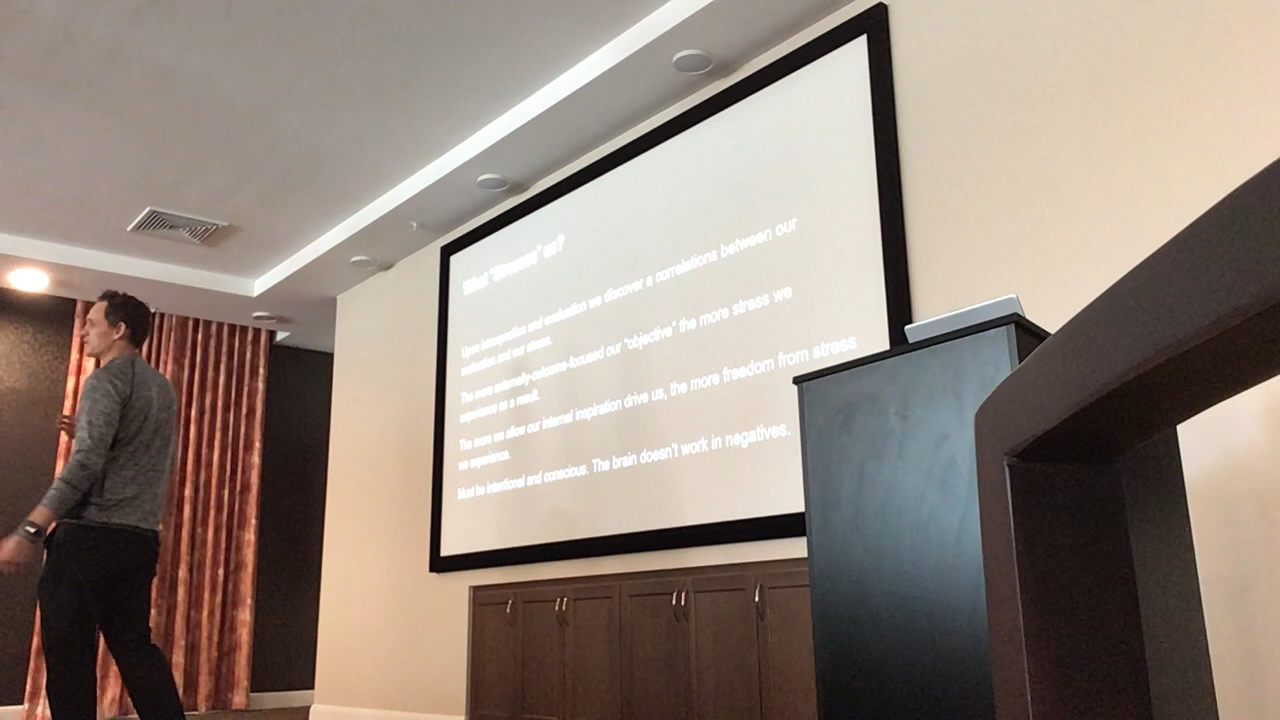 What "Stresses" us?
Upon introspection and evaluation we discover a correlations between our
motivation and our stress.
The more externally-outcome-focused our "objective" the more stress we
experience as a result.
The more we allow our internal inspiration drive us, the more freedom from stress
we experience.
Must be intentional and conscious. The brain doesn't work in negatives.